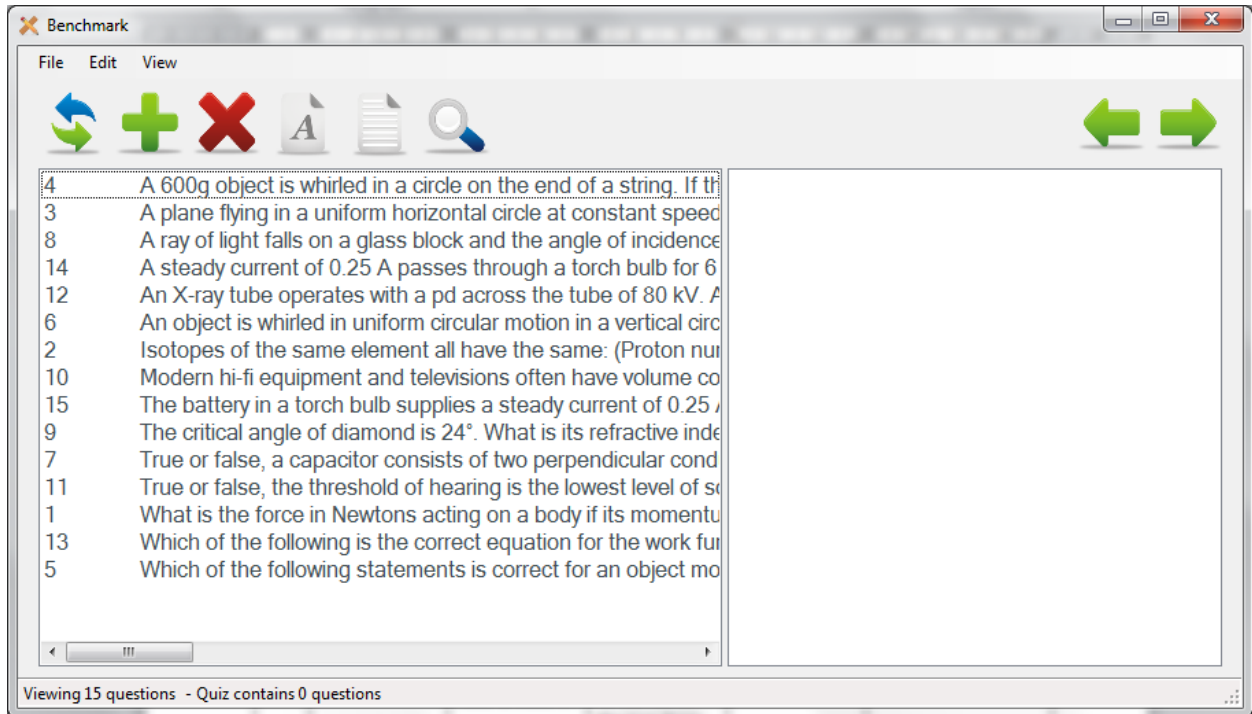 Benchmark
File Edit View
A
4 A 600g object is whirled in a circle on the end of a string. If
3 A plane flying in a uniform horizontal circle at constant speed
8 A ray of light falls on a glass block and the angle of incidence
14 A steady current of 0.25 A passes through a torch bulb for 6
12 An X-ray tube operates with a pd across the tube of 80 kV.
6 An object is whirled in uniform circular motion in a vertical circ
2 Isotopes of the same element all have the same: (Proton
10 Modern hi-fi equipment and televisions often have volume co
15 The battery in a torch bulb supplies a steady current of 0.25
9 The critical angle of diamond is 24°. What is its refractive inde
7 True or false, a capacitor consists of two perpendicular cond
11 True or false, the threshold of hearing is the lowest level of
1 What is the force in Newtons acting on a body if its momentu
13 Which of the following is the correct equation for the work
5 Which of the following statements is correct for an object mo
Viewing 15 questions - Quiz contains 0 questions